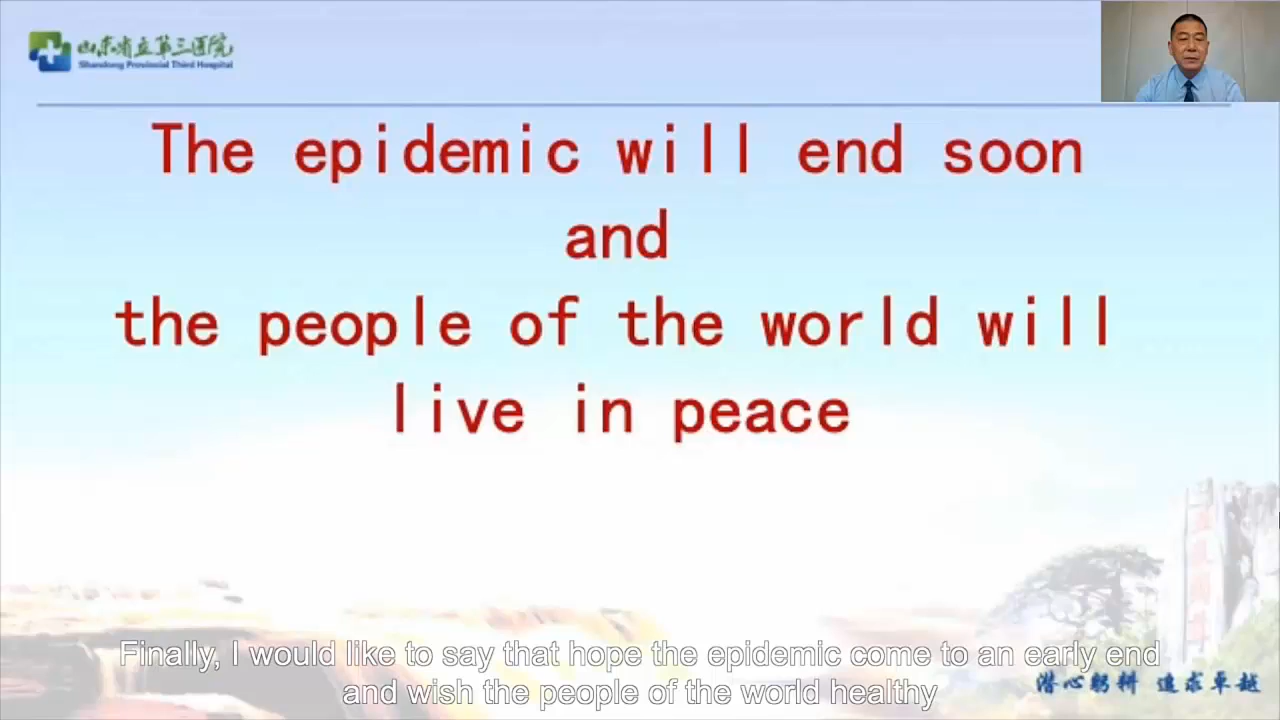 山东省立第三医院
Shandong Provincial Third Hospital
The epidemic will end soon
and
the people of the world will
live in peace
Finally, I would like to say that hope the epidemic come to an early end
and wish the people of the world healthy
潜心躬耕 追求卓越